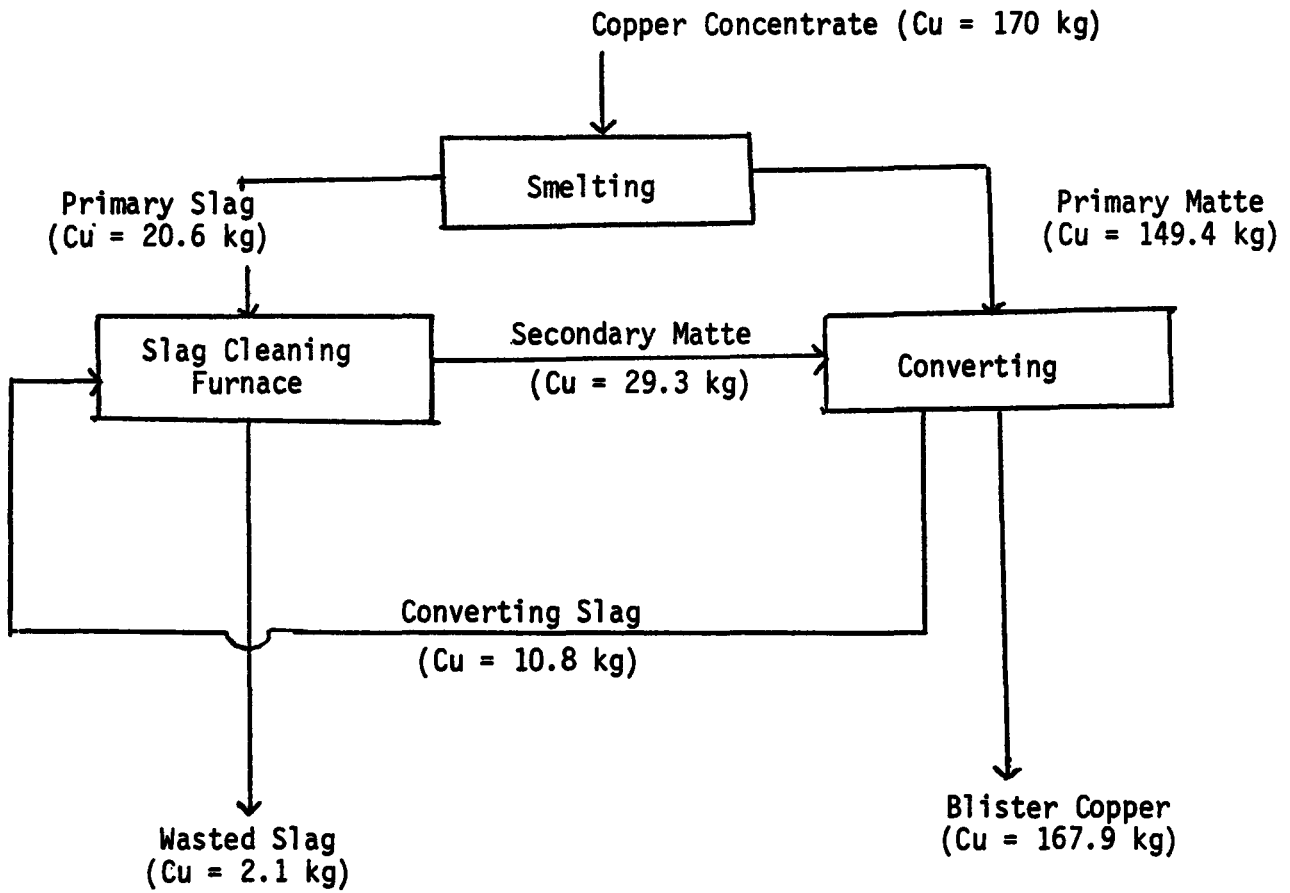 Copper Concentrate (Cu = 170 kg)
Smelting
Primary Slag
(Cu = 20.6 kg)
Primary Matte
(Cu = 149.4 kg)
Slag Cleaning
Furnace
Secondary Matte
(Cu = 29.3 kg)
Converting
Converting Slag
(Cu = 10.8 kg)
Wasted Slag
(Cu = 2.1 kg)
Blister Copper
(Cu = 167.9 kg)